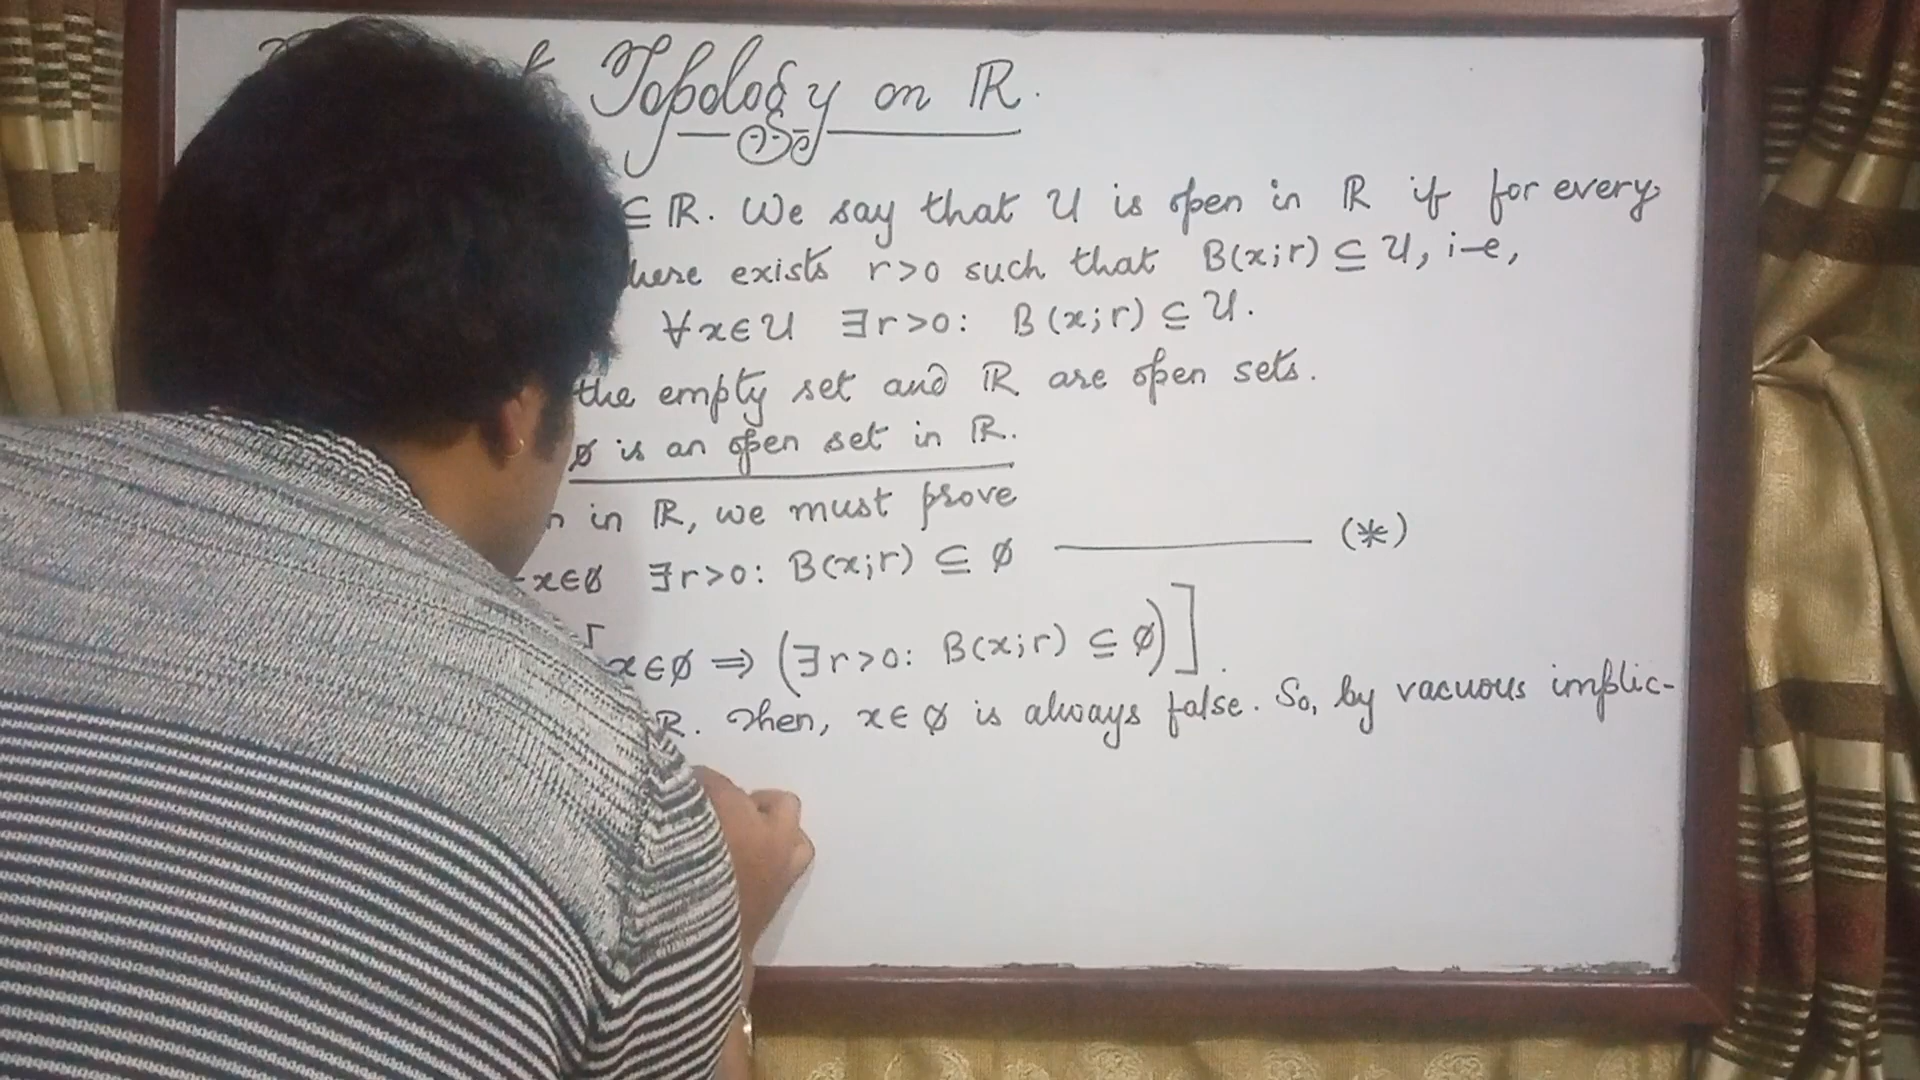 Topology on ℝ.
⊆ ℝ. We say that U is open in ℝ if for every
exists r>0 such that B(x;r) ⊆ U, i-e,
∀x∈U ∃r>0: B(x;r) ⊆ U.
the empty set and ℝ are open sets.
∅ is an open set in ℝ.
in ℝ, we must prove
x∈∅ ∃r>0: B(x;r) ⊆ ∅ ——— (*)
[x∈∅ ⇒ (∃r>0: B(x;r) ⊆ ∅)].
ℝ. Then, x∈∅ is always false. So, by vacuous implic-